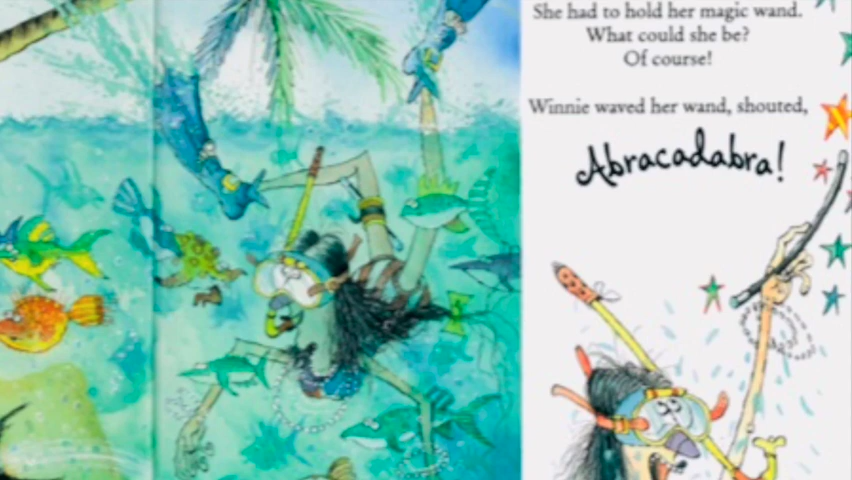 She had to hold her magic wand.
What could she be?
Of course!
Winnie waved her wand, shouted,
Abracadabra!